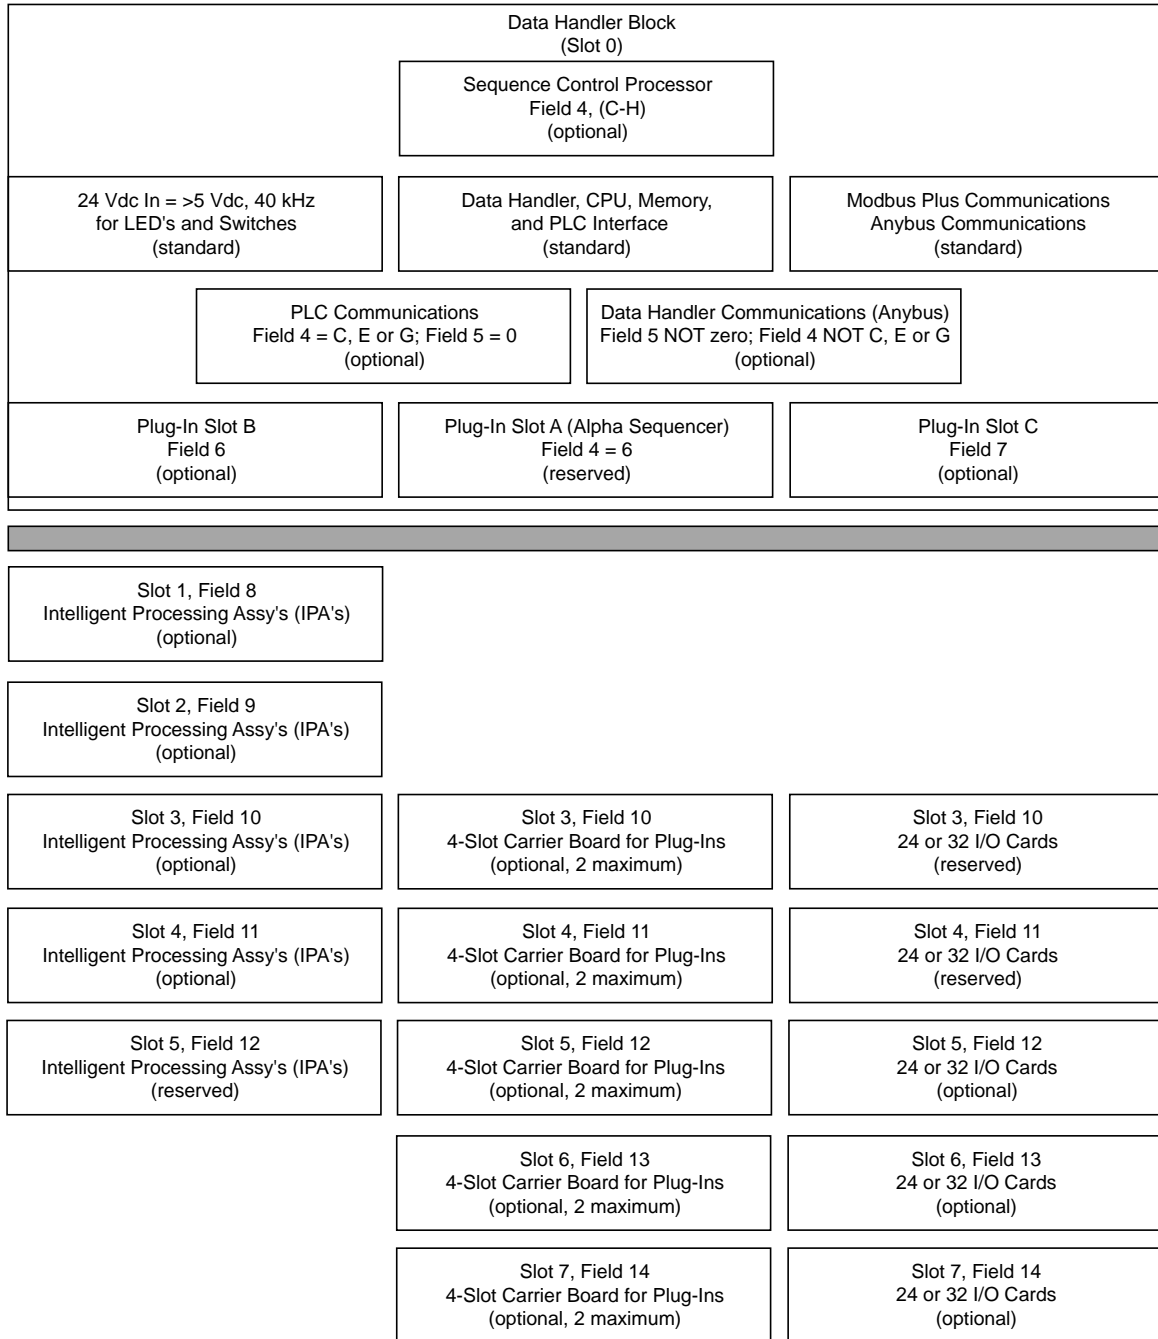 Data Handler Block
(Slot 0)
Sequence Control Processor
Field 4, (C-H)
(optional)
24 Vdc In = >5 Vdc, 40 kHz
for LED's and Switches
(standard)
Data Handler, CPU, Memory,
and PLC Interface
(standard)
Modbus Plus Communications
Anybus Communications
(standard)
PLC Communications
Field 4 = C, E or G; Field 5 = 0
(optional)
Data Handler Communications (Anybus)
Field 5 NOT zero; Field 4 NOT C, E or G
(optional)
Plug-In Slot B
Field 6
(optional)
Plug-In Slot A (Alpha Sequencer)
Field 4 = 6
(reserved)
Plug-In Slot C
Field 7
(optional)
Slot 1, Field 8
Intelligent Processing Assy's (IPA's)
(optional)
Slot 2, Field 9
Intelligent Processing Assy's (IPA's)
(optional)
Slot 3, Field 10
Intelligent Processing Assy's (IPA's)
(optional)
Slot 3, Field 10
4-Slot Carrier Board for Plug-Ins
(optional, 2 maximum)
Slot 3, Field 10
24 or 32 I/O Cards
(reserved)
Slot 4, Field 11
Intelligent Processing Assy's (IPA's)
(optional)
Slot 4, Field 11
4-Slot Carrier Board for Plug-Ins
(optional, 2 maximum)
Slot 4, Field 11
24 or 32 I/O Cards
(reserved)
Slot 5, Field 12
Intelligent Processing Assy's (IPA's)
(reserved)
Slot 5, Field 12
4-Slot Carrier Board for Plug-Ins
(optional, 2 maximum)
Slot 5, Field 12
24 or 32 I/O Cards
(optional)
Slot 6, Field 13
4-Slot Carrier Board for Plug-Ins
(optional, 2 maximum)
Slot 6, Field 13
24 or 32 I/O Cards
(optional)
Slot 7, Field 14
4-Slot Carrier Board for Plug-Ins
(optional, 2 maximum)
Slot 7, Field 14
24 or 32 I/O Cards
(optional)